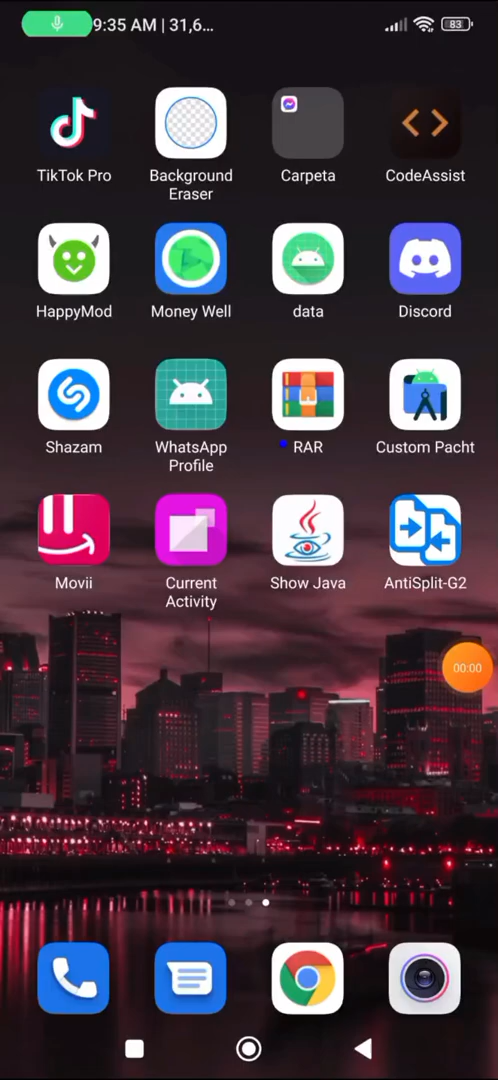 9:35 AM | 31,6...
83
TikTok Pro
Background
Eraser
Carpeta
CodeAssist
HappyMod
Money Well
data
Discord
Shazam
WhatsApp
Profile
RAR
Custom Pacht
Movii
Current
Activity
Show Java
AntiSplit-G2
00:00